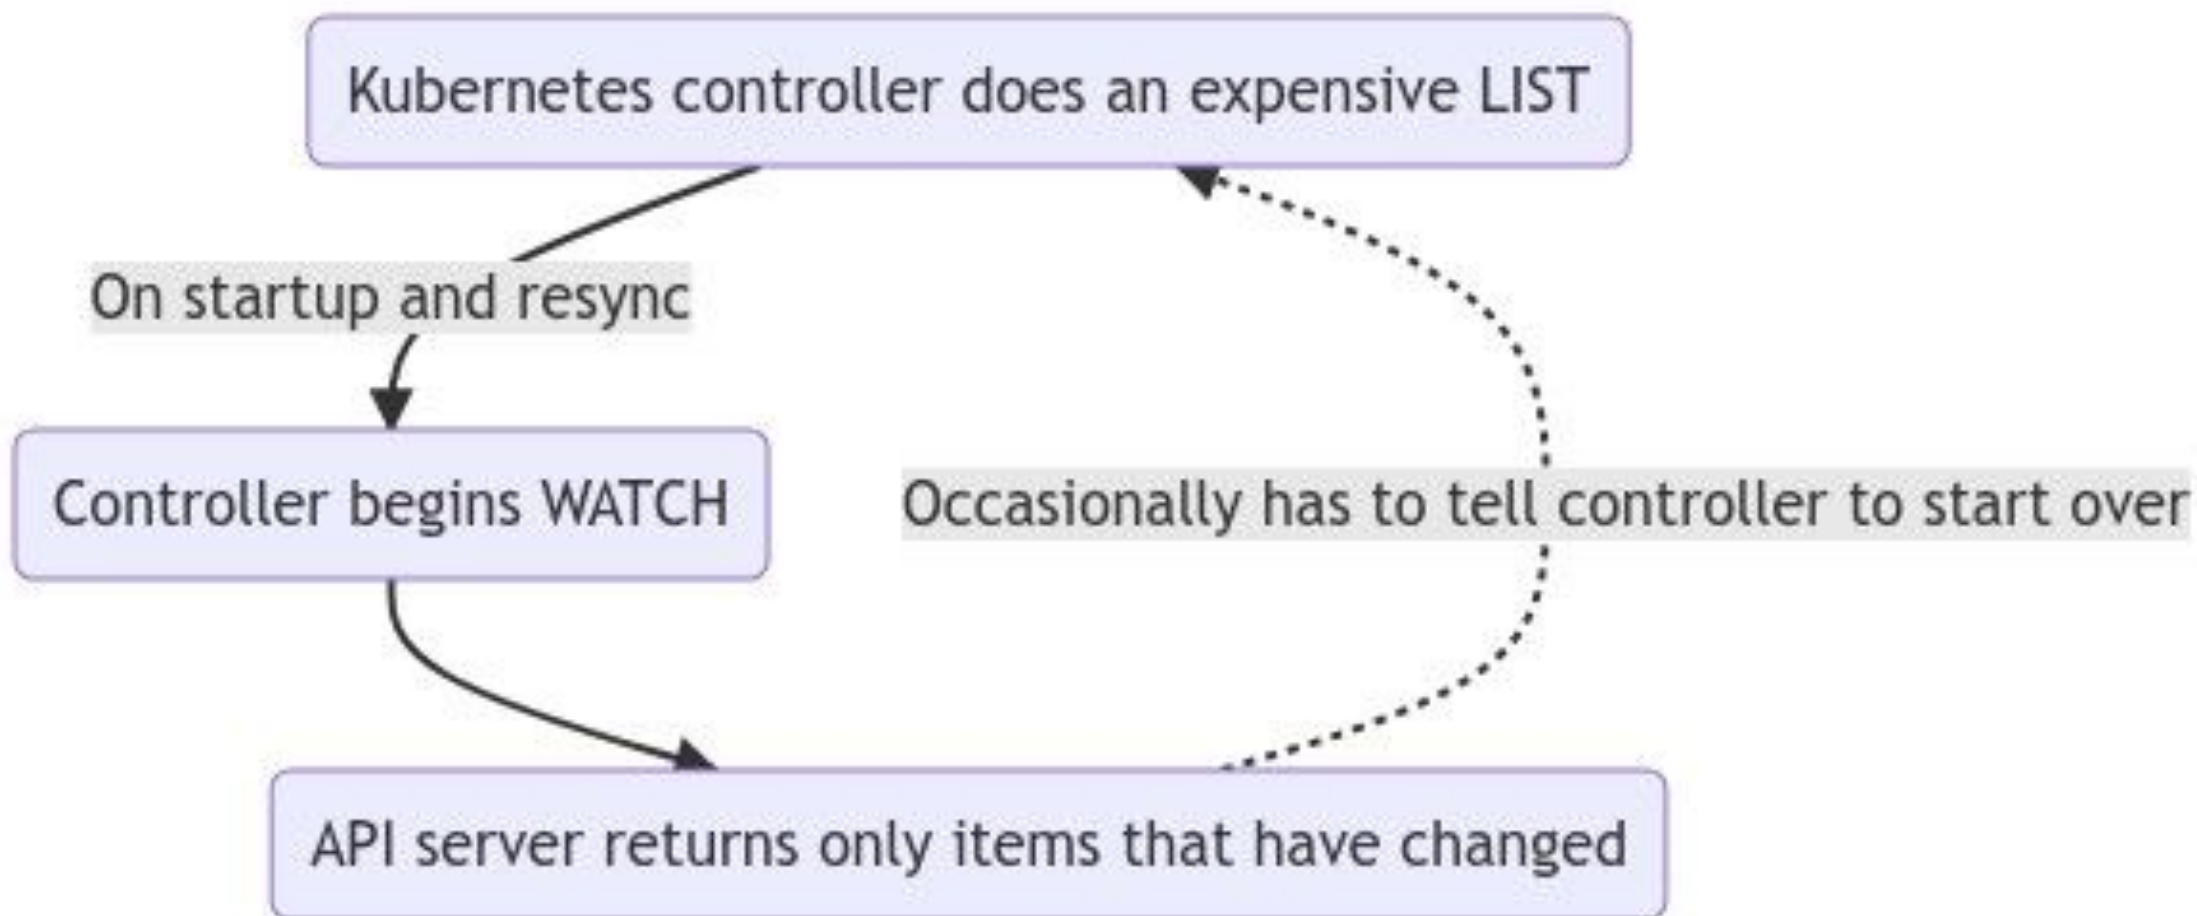 Kubernetes controller does an expensive LIST
On startup and resync
Controller begins WATCH
Occasionally has to tell controller to start over
API server returns only items that have changed